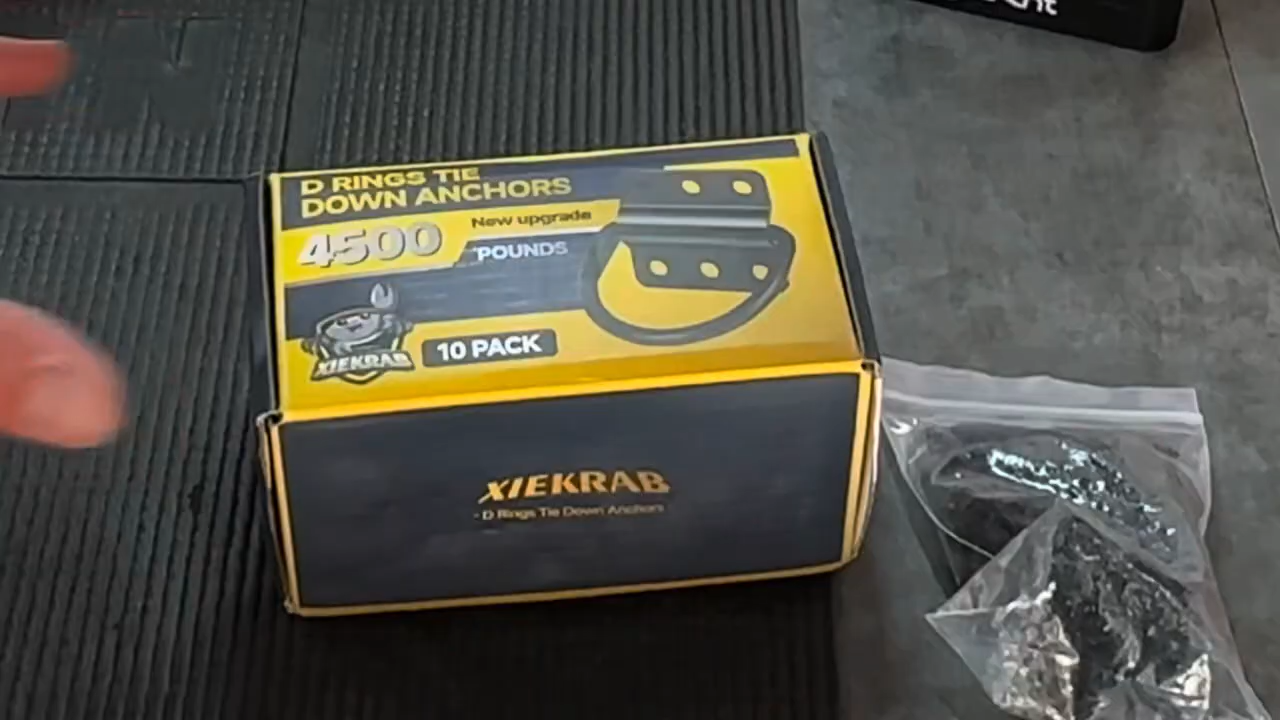 D RINGS TIE
DOWN ANCHORS
New upgrade
4500
POUNDS
XIEKRAB
10 PACK
XIEKRAB
- D Rings Tie Down Anchors